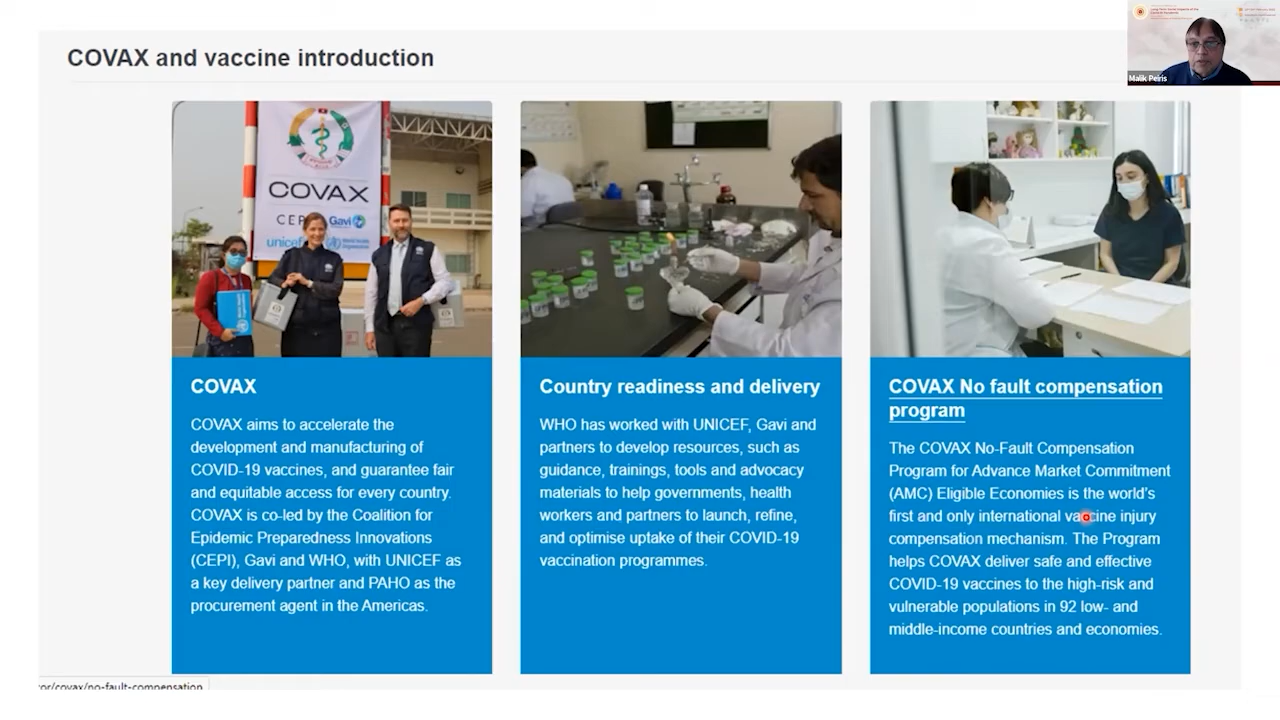 COVAX and vaccine introduction
Malik Peiris
COVAX
CEPI
Gavi
unicef
World Health
Organization
COVAX
COVAX aims to accelerate the
development and manufacturing of
COVID-19 vaccines, and guarantee fair
and equitable access for every country.
COVAX is co-led by the Coalition for
Epidemic Preparedness Innovations
(CEPI), Gavi and WHO, with UNICEF as
a key delivery partner and PAHO as the
procurement agent in the Americas.
Country readiness and delivery
WHO has worked with UNICEF, Gavi and
partners to develop resources, such as
guidance, trainings, tools and advocacy
materials to help governments, health
workers and partners to launch, refine,
and optimise uptake of their COVID-19
vaccination programmes.
COVAX No fault compensation
program
The COVAX No-Fault Compensation
Program for Advance Market Commitment
(AMC) Eligible Economies is the world's
first and only international vaccine injury
compensation mechanism. The Program
helps COVAX deliver safe and effective
COVID-19 vaccines to the high-risk and
vulnerable populations in 92 low- and
middle-income countries and economies.
or/covax/no-fault-compensation